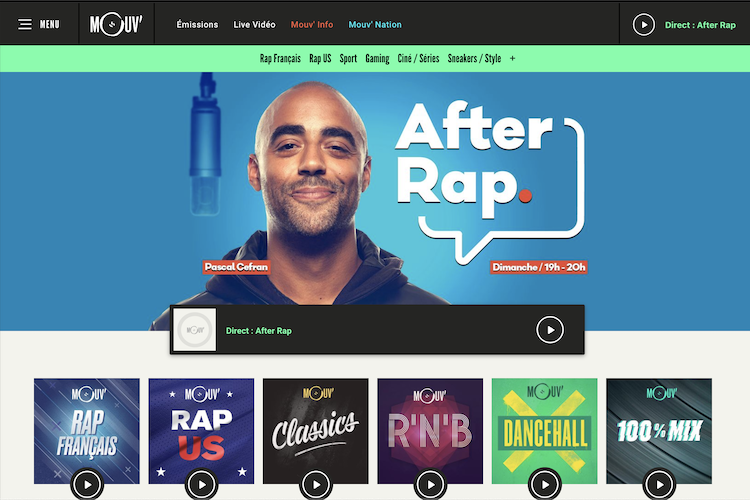 MENU
MOUV'
Émissions
Live Vidéo
Mouv' Info
Mouv' Nation
Direct : After Rap
Rap Français
Rap US
Sport
Gaming
Ciné / Séries
Sneakers / Style
+
After
Rap.
Pascal Cefran
Dimanche / 19h - 20h
MOUV'
Direct : After Rap
MOUV'
RAP
FRANÇAIS
MOUV'
RAP
US
MOUV'
Classics
MOUV'
R'N'B
MOUV'
DANCEHALL
MOUV'
100% MIX